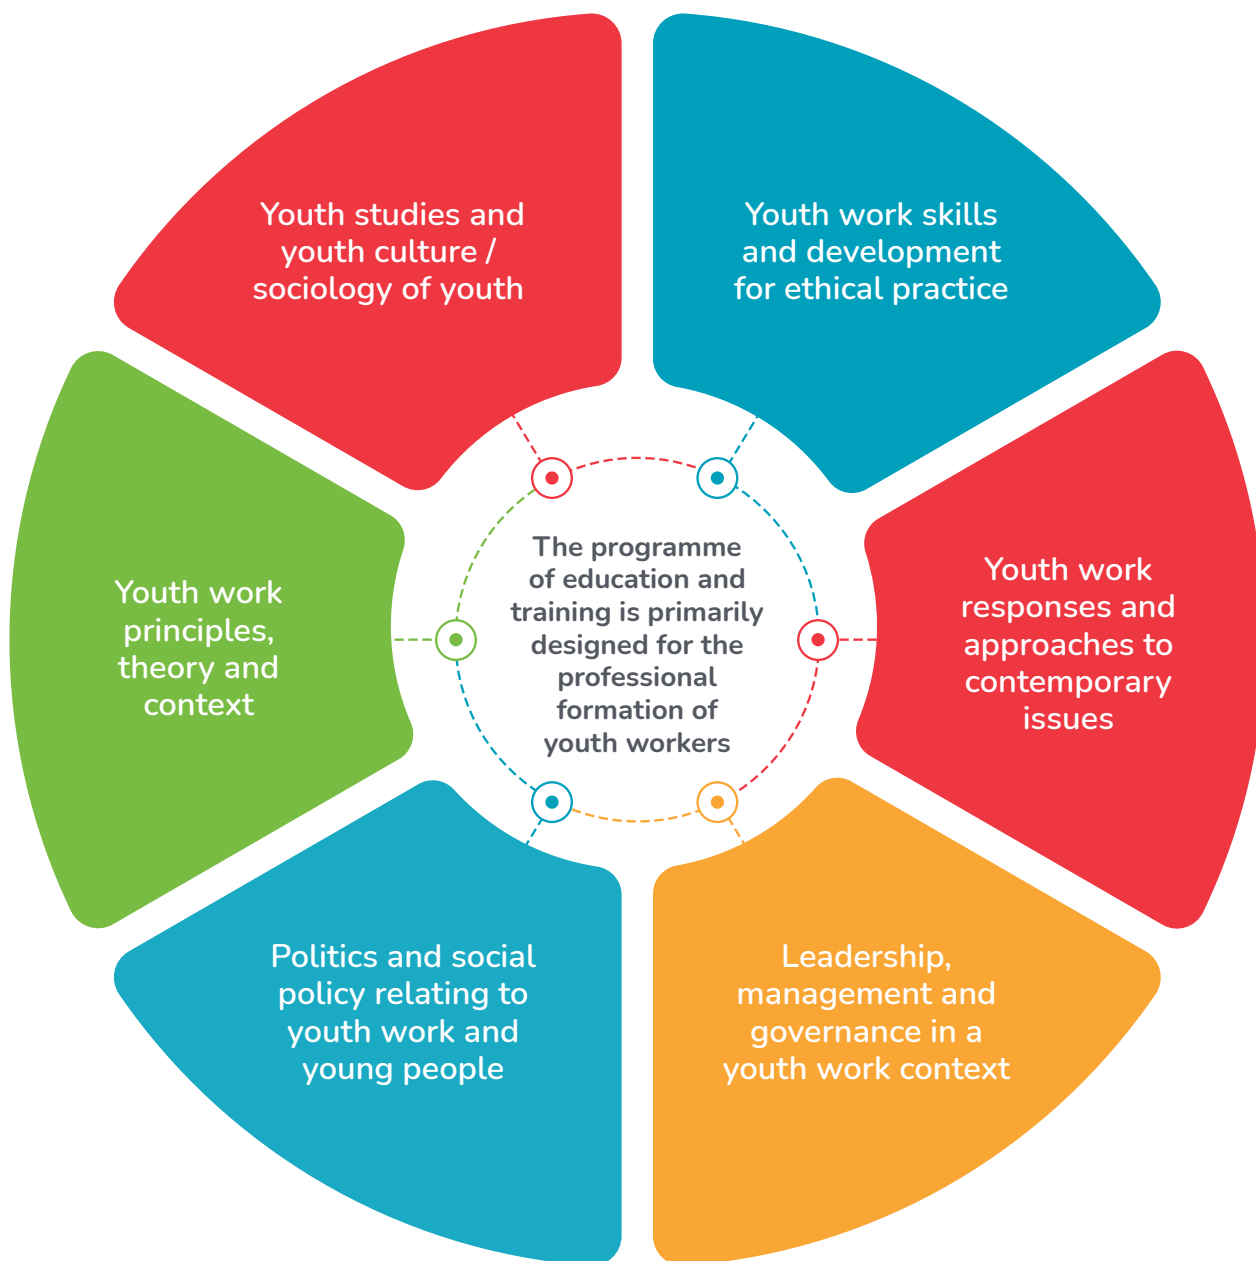 Youth studies and
youth culture /
sociology of youth
Youth work skills
and development
for ethical practice
Youth work
responses and
approaches to
contemporary
issues
Leadership,
management and
governance in a
youth work context
Politics and social
policy relating to
youth work and
young people
Youth work
principles,
theory and
context
The programme
of education and
training is primarily
designed for the
professional
formation of
youth workers